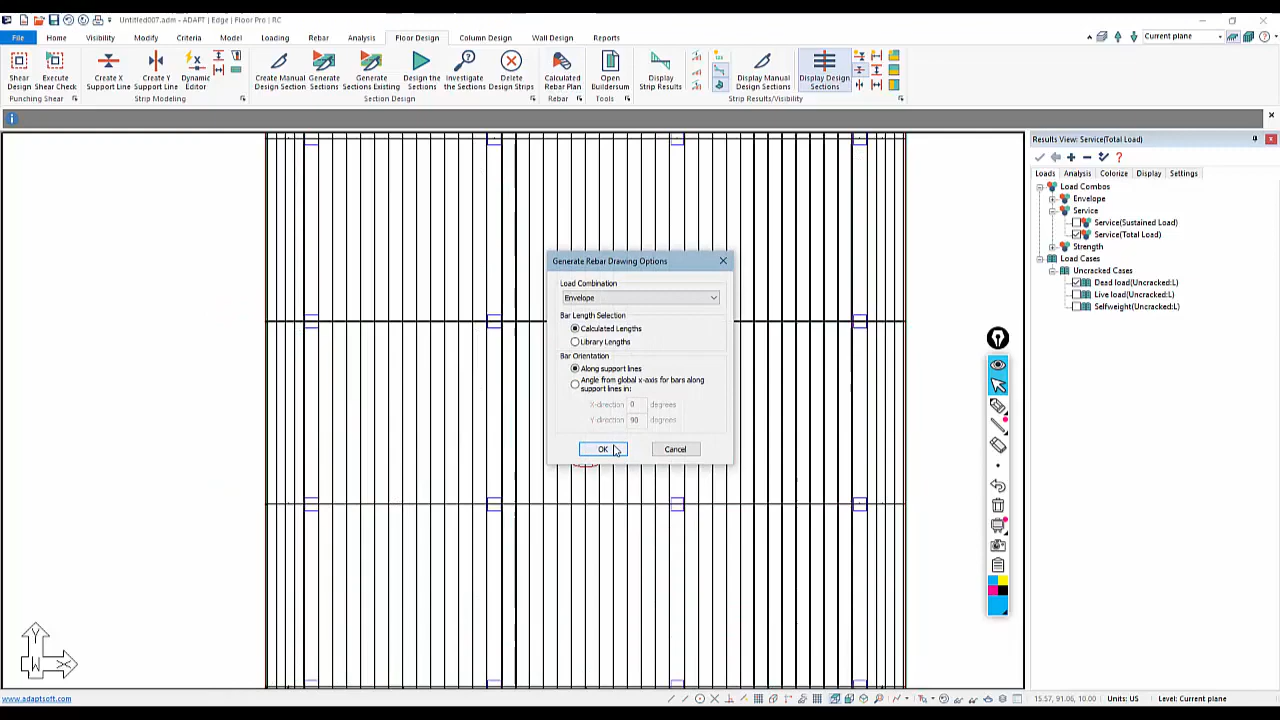 Untitled007.adm - ADAPT | Edge | Floor Pro | RC
File Home Visibility Modify Criteria Model Loading Rebar Analysis Floor Design Column Design Wall Design Reports
Current plane
Shear Design
Execute Shear Check
Create X Support Line
Create Y Support Line
Dynamic Editor
Create Manual Design Section
Generate Sections
Generate Sections Existing
Design the Sections
Investigate the Sections
Delete Design Strips
Calculated Rebar Plan
Open Buildersum
Display Strip Results
Display Manual Design Sections
Display Design Sections
Punching Shear
Strip Modeling
Section Design
Rebar
Tools
Strip Results/Visibility
Results View: Service(Total Load)
Loads Analysis Colorize Display Settings
Load Combos
Envelope
Service
Service(Sustained Load)
Service(Total Load)
Strength
Load Cases
Uncracked Cases
Dead load(Uncracked:L)
Live load(Uncracked:L)
Selfweight(Uncracked:L)
Generate Rebar Drawing Options
Load Combination
Envelope
Bar Length Selection
Calculated Lengths
Library Lengths
Bar Orientation
Along support lines
Angle from global x-axis for bars along
support lines in:
X-direction 0 degrees
Y-direction 90 degrees
OK Cancel
Y
W X
www.adaptsoft.com
15.57, 91.06, 10.00 Units: US Level: Current plane